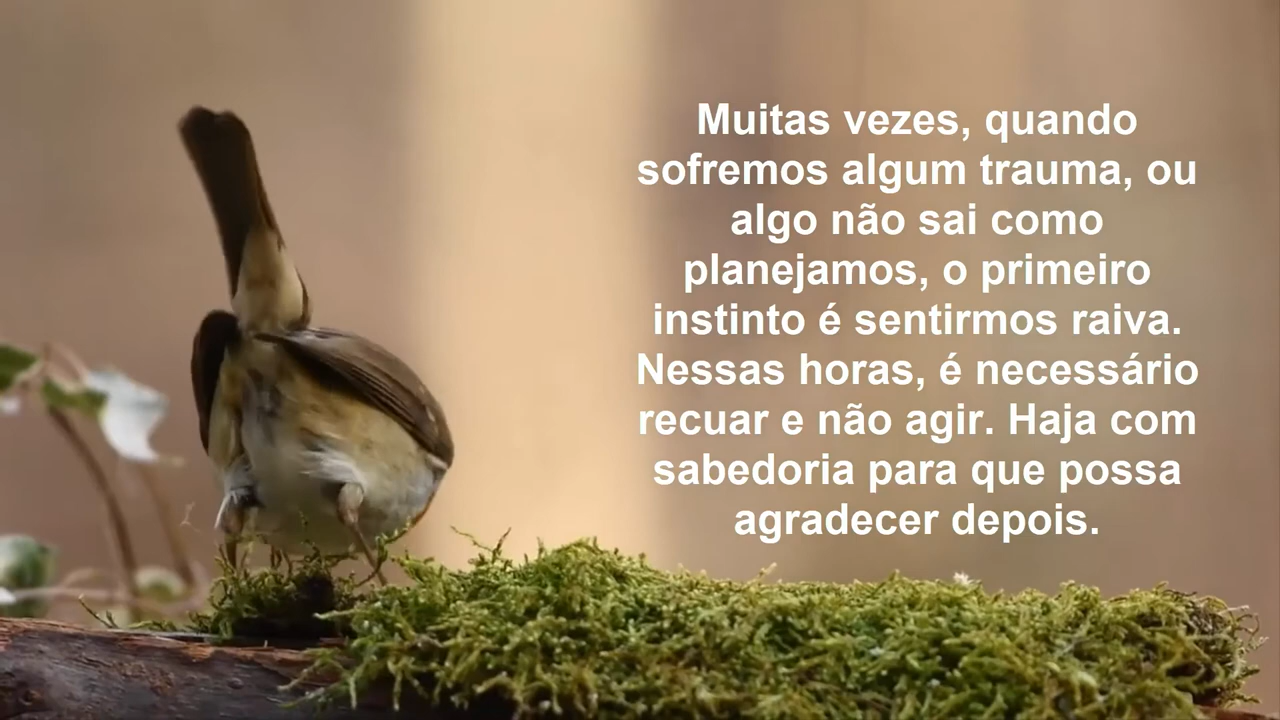 Muitas vezes, quando
sofremos algum trauma, ou
algo não sai como
planejamos, o primeiro
instinto é sentirmos raiva.
Nessas horas, é necessário
recuar e não agir. Haja com
sabedoria para que possa
agradecer depois.